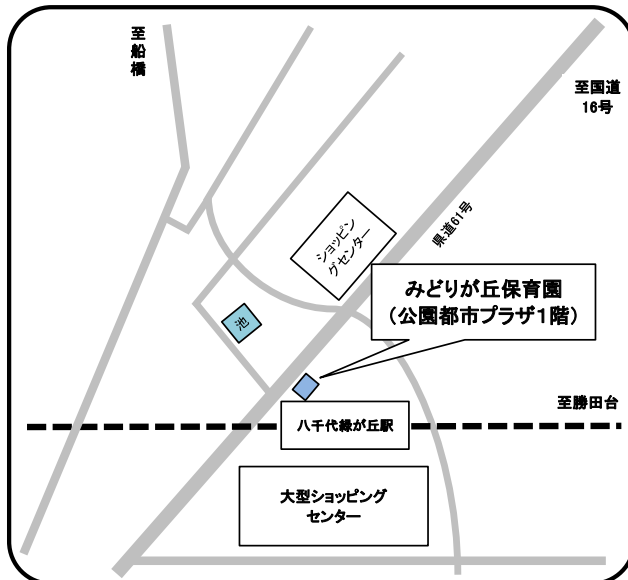 至船橋
至国道
16号
県道61号
ショッピン
グセンター
みどりが丘保育園
（公園都市プラザ１階）
池
至勝田台
八千代緑が丘駅
大型ショッピング
センター